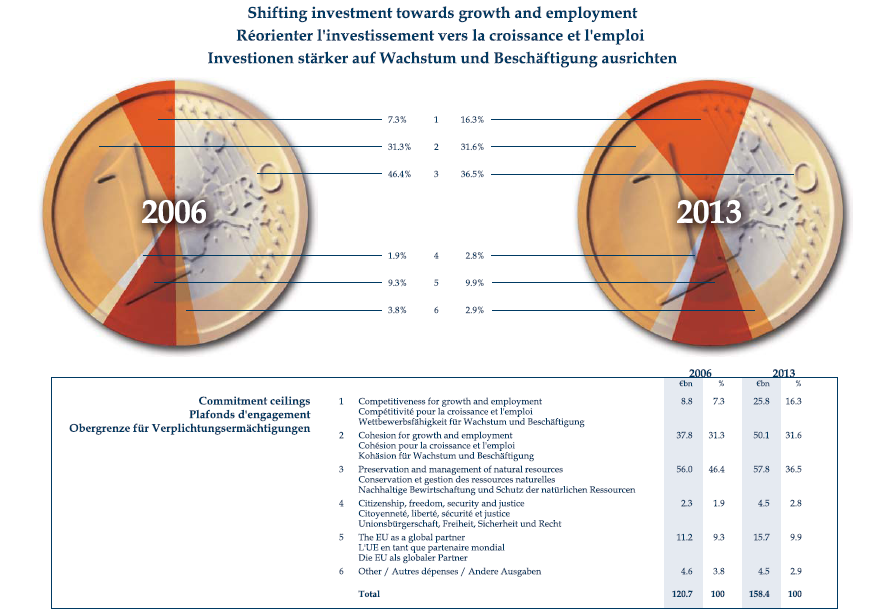 Shifting investment towards growth and employment
Réorienter l'investissement vers la croissance et l'emploi
Investionen stärker auf Wachstum und Beschäftigung ausrichten
7.3% 1 16.3%
31.3% 2 31.6%
46.4% 3 36.5%
2006 2013
1.9% 4 2.8%
9.3% 5 9.9%
3.8% 6 2.9%
2006 2013
€bn % €bn %
Commitment ceilings
Plafonds d'engagement
Obergrenze für Verplichtungsermächtigungen
1 Competitiveness for growth and employment 8.8 7.3 25.8 16.3
Compétitivité pour la croissance et l'emploi
Wettbewerbsfähigkeit für Wachstum und Beschäftigung
2 Cohesion for growth and employment 37.8 31.3 50.1 31.6
Cohésion pour la croissance et l'emploi
Kohäsion für Wachstum und Beschäftigung
3 Preservation and management of natural resources 56.0 46.4 57.8 36.5
Conservation et gestion des ressources naturelles
Nachhaltige Bewirtschaftung und Schutz der natürlichen Ressourcen
4 Citizenship, freedom, security and justice 2.3 1.9 4.5 2.8
Citoyenneté, liberté, sécurité et justice
Unionsbürgerschaft, Freiheit, Sicherheit und Recht
5 The EU as a global partner 11.2 9.3 15.7 9.9
L'UE en tant que partenaire mondial
Die EU als globaler Partner
6 Other / Autres dépenses / Andere Ausgaben 4.6 3.8 4.5 2.9
Total 120.7 100 158.4 100